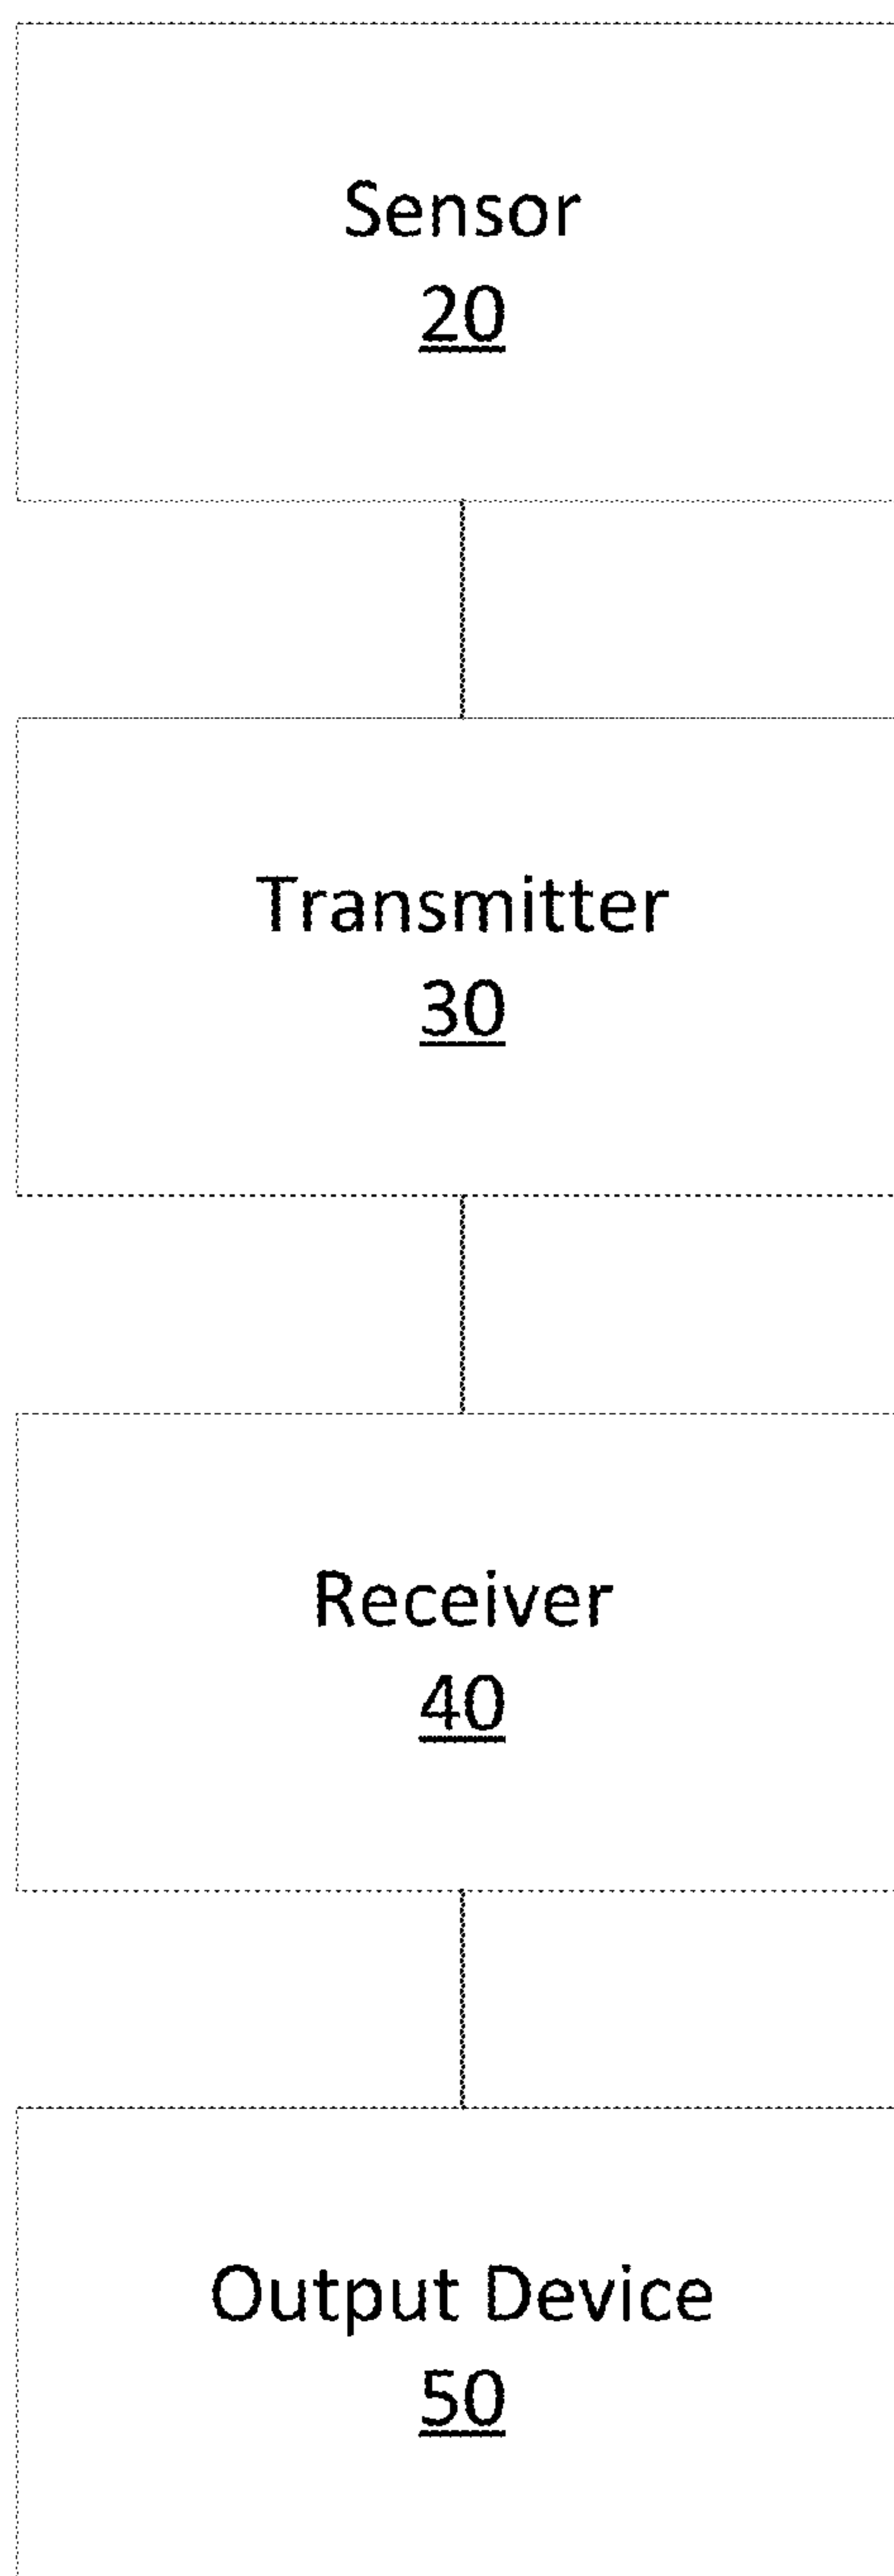 Sensor
20
Transmitter
30
Receiver
40
Output Device
50